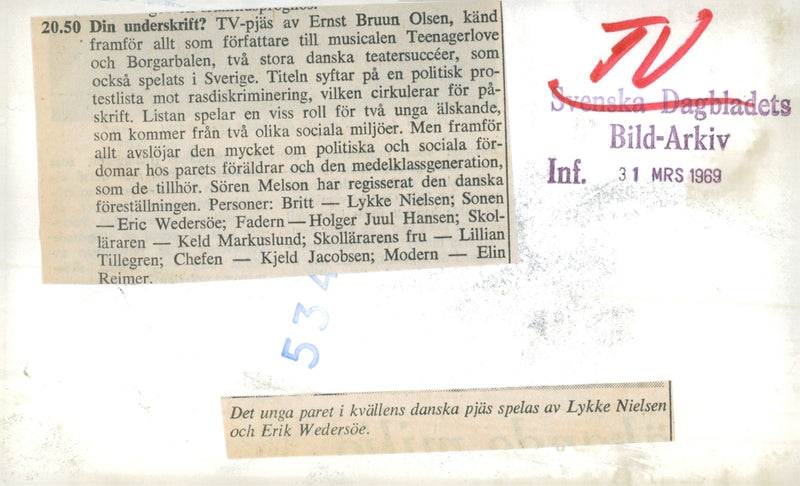 20.50 Din underskrift? TV-pjäs av Ernst Bruun Olsen, känd
framför allt som författare till musicalen Teenagerlove
och Borgarbalen, två stora danska teatersuccéer, som
också spelats i Sverige. Titeln syftar på en politisk pro-
testlista mot rasdiskriminering, vilken cirkulerar för på-
skrift. Listan spelar en viss roll för två unga älskande,
som kommer från två olika sociala miljöer. Men framför
allt avslöjar den mycket om politiska och sociala för-
domar hos parets föräldrar och den medelklassgeneration,
som de tillhör. Sören Melson har regisserat den danska
föreställningen. Personer: Britt — Lykke Nielsen; Sonen
— Eric Wedersöe; Fadern — Holger Juul Hansen; Skol-
läraren — Keld Markuslund; Skollärarens fru — Lillian
Tillegren; Chefen — Kjeld Jacobsen; Modern — Elin
Reimer.
TV
Svenska Dagbladets
Bild-Arkiv
Inf. 31 MRS 1969
534
Det unga paret i kvällens danska pjäs spelas av Lykke Nielsen
och Erik Wedersöe.